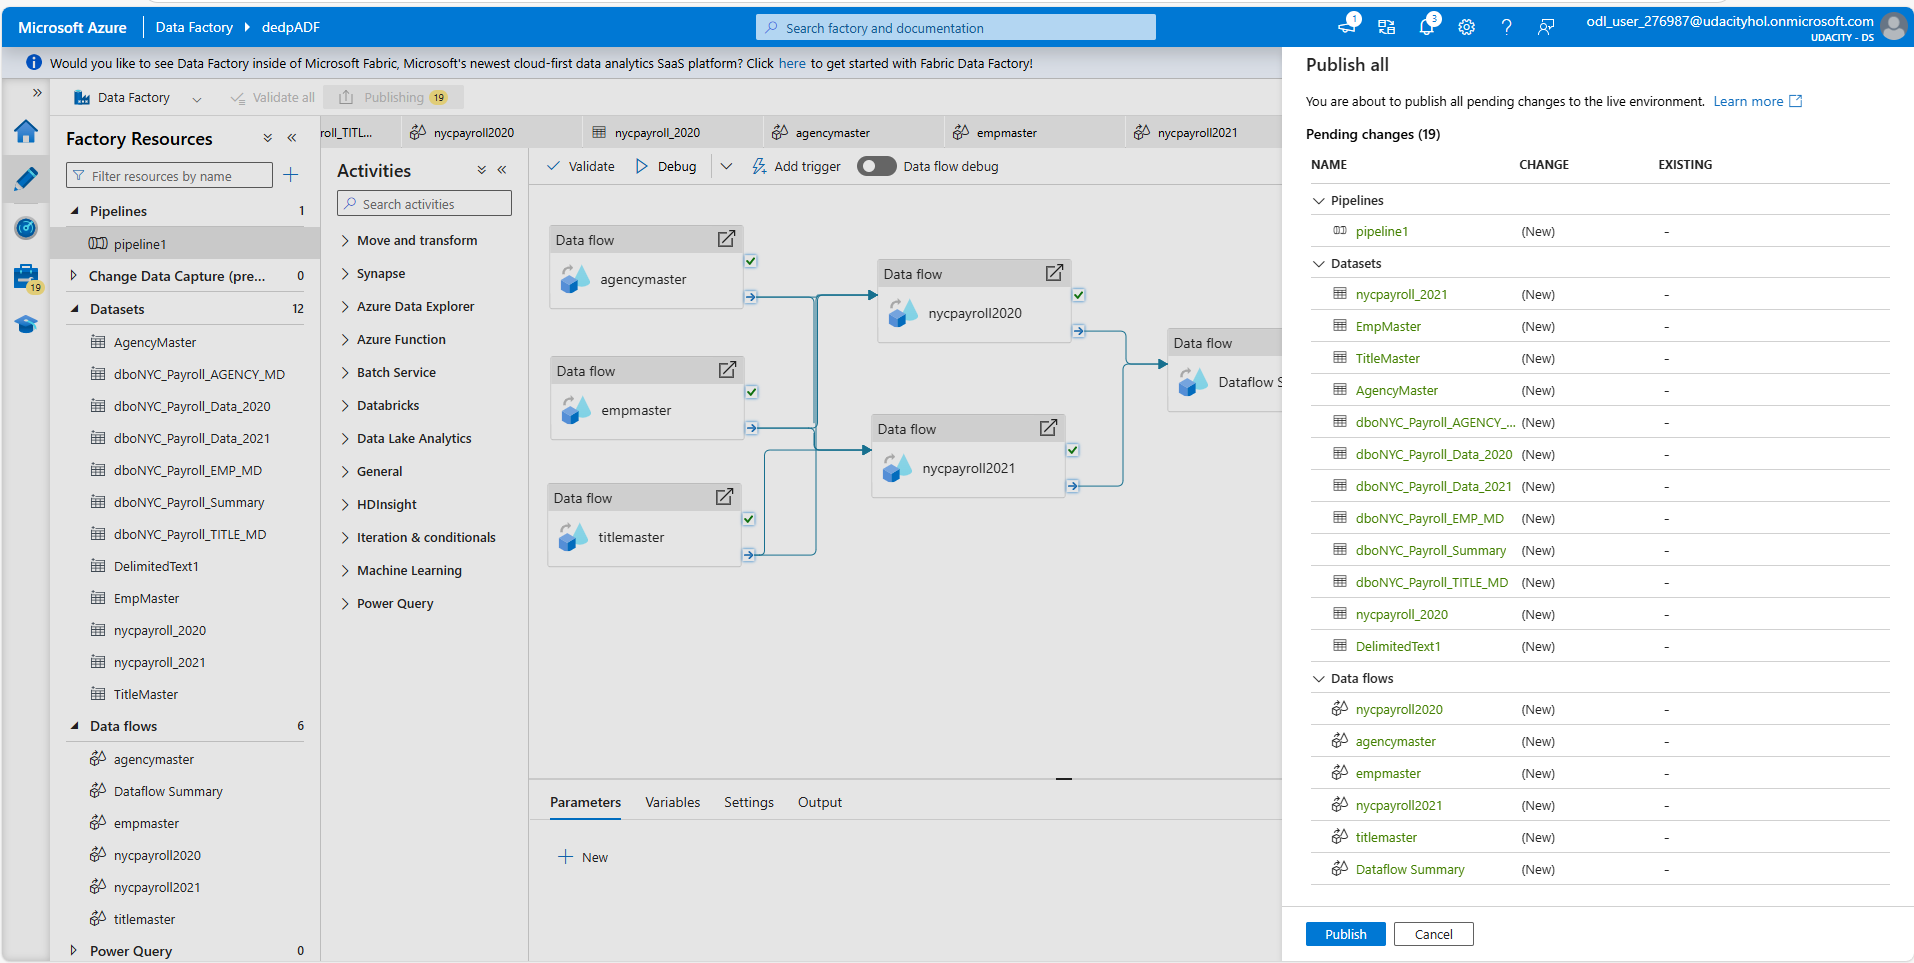 Microsoft Azure
Data Factory
dedpADF
Search factory and documentation
1
3
odl_user_276987@udacityhol.onmicrosoft.com
UDACITY - DS
Would you like to see Data Factory inside of Microsoft Fabric, Microsoft's newest cloud-first data analytics SaaS platform? Click here to get started with Fabric Data Factory!
Data Factory
Validate all
Publishing 19
19
Factory Resources
Filter resources by name
Pipelines 1
pipeline1
Change Data Capture (pre... 0
Datasets 12
AgencyMaster
dboNYC_Payroll_AGENCY_MD
dboNYC_Payroll_Data_2020
dboNYC_Payroll_Data_2021
dboNYC_Payroll_EMP_MD
dboNYC_Payroll_Summary
dboNYC_Payroll_TITLE_MD
DelimitedText1
EmpMaster
nycpayroll_2020
nycpayroll_2021
TitleMaster
Data flows 6
agencymaster
Dataflow Summary
empmaster
nycpayroll2020
nycpayroll2021
titlemaster
Power Query 0
roll_TITL...
nycpayroll2020
nycpayroll_2020
agencymaster
empmaster
nycpayroll2021
Activities
Search activities
Move and transform
Synapse
Azure Data Explorer
Azure Function
Batch Service
Databricks
Data Lake Analytics
General
HDInsight
Iteration & conditionals
Machine Learning
Power Query
Validate
Debug
Add trigger
Data flow debug
Data flow
agencymaster
Data flow
empmaster
Data flow
titlemaster
Data flow
nycpayroll2020
Data flow
nycpayroll2021
Data flow
Dataflow S
Parameters
Variables
Settings
Output
New
Publish all
You are about to publish all pending changes to the live environment. Learn more
Pending changes (19)
NAME CHANGE EXISTING
Pipelines
pipeline1 (New) -
Datasets
nycpayroll_2021 (New) -
EmpMaster (New) -
TitleMaster (New) -
AgencyMaster (New) -
dboNYC_Payroll_AGENCY_... (New) -
dboNYC_Payroll_Data_2020 (New) -
dboNYC_Payroll_Data_2021 (New) -
dboNYC_Payroll_EMP_MD (New) -
dboNYC_Payroll_Summary (New) -
dboNYC_Payroll_TITLE_MD (New) -
nycpayroll_2020 (New) -
DelimitedText1 (New) -
Data flows
nycpayroll2020 (New) -
agencymaster (New) -
empmaster (New) -
nycpayroll2021 (New) -
titlemaster (New) -
Dataflow Summary (New) -
Publish
Cancel